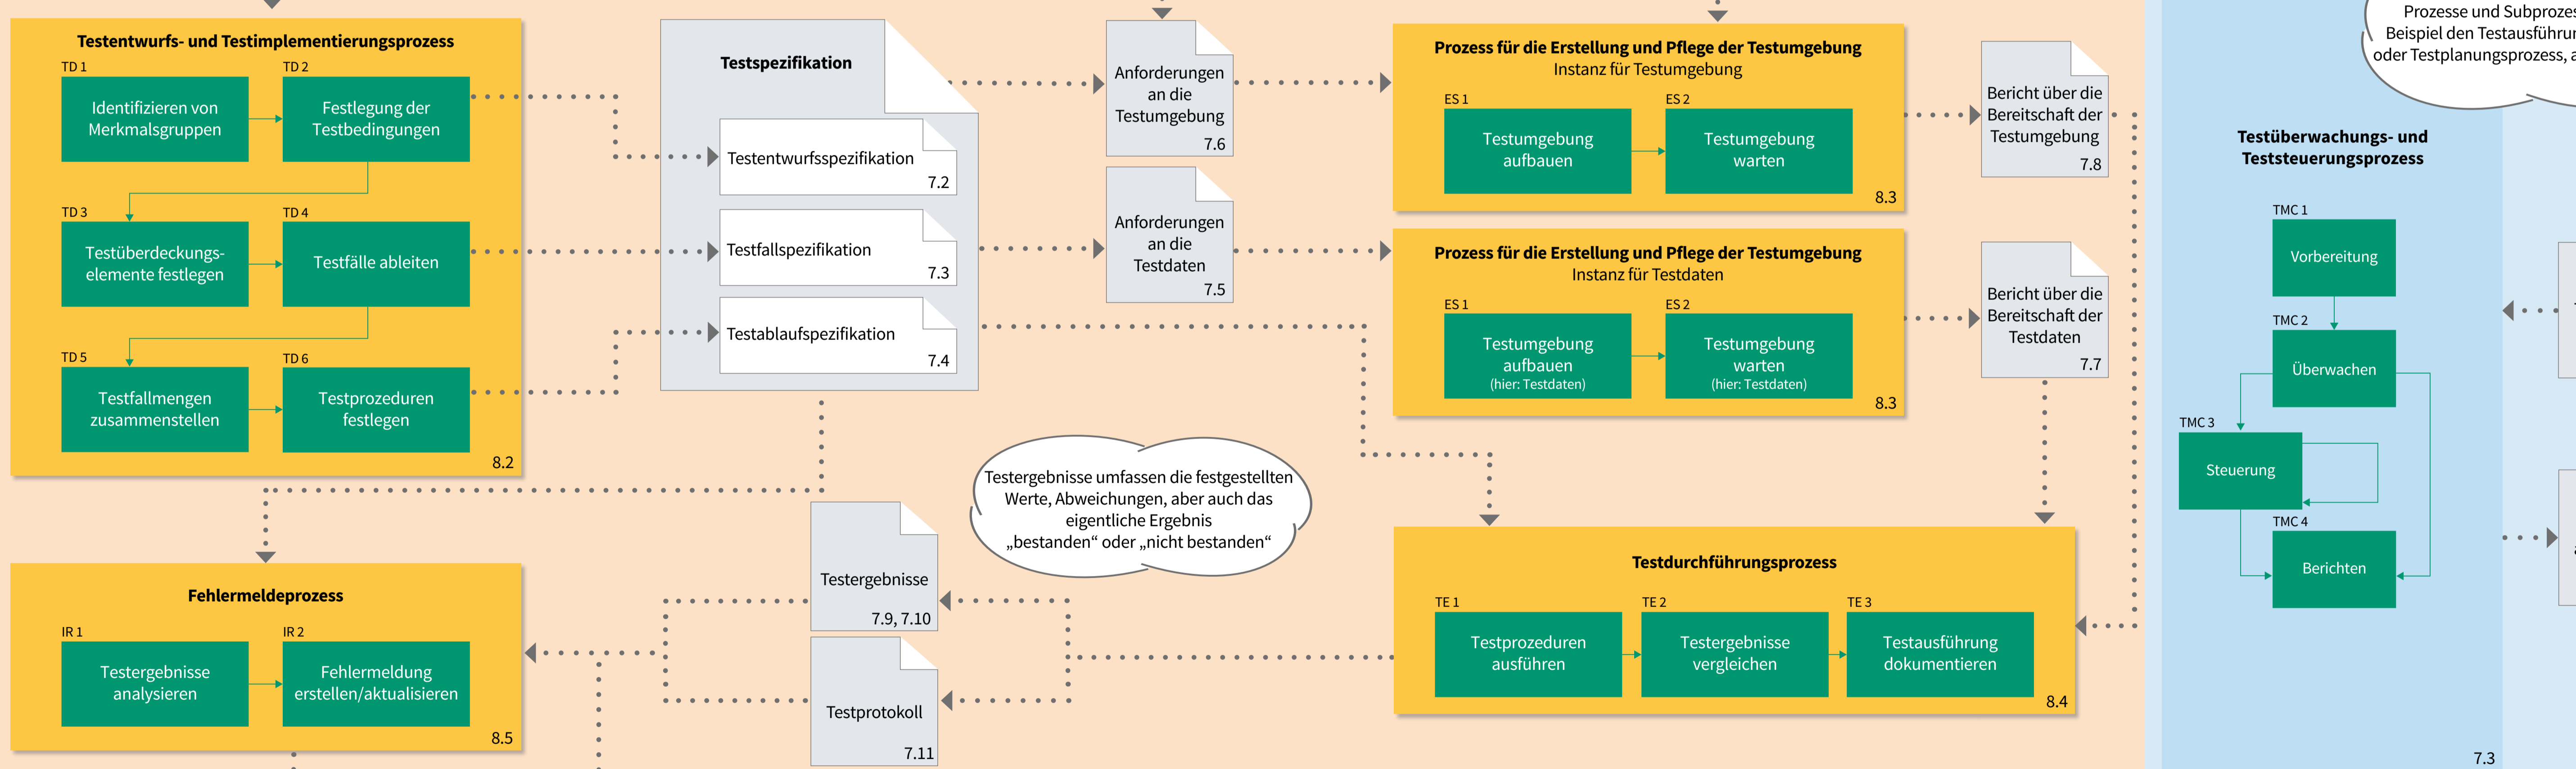 Testentwurfs- und Testimplementierungsprozess
TD 1
Identifizieren von
Merkmalsgruppen
TD 2
Festlegung der
Testbedingungen
TD 3
Testüberdeckungs-
elemente festlegen
TD 4
Testfälle ableiten
TD 5
Testfallmengen
zusammenstellen
TD 6
Testprozeduren
festlegen
8.2
Testspezifikation
Testentwurfsspezifikation
7.2
Testfallspezifikation
7.3
Testablaufspezifikation
7.4
Anforderungen
an die
Testumgebung
7.6
Anforderungen
an die
Testdaten
7.5
Prozess für die Erstellung und Pflege der Testumgebung
Instanz für Testumgebung
ES 1
Testumgebung
aufbauen
ES 2
Testumgebung
warten
8.3
Prozess für die Erstellung und Pflege der Testumgebung
Instanz für Testdaten
ES 1
Testumgebung
aufbauen
(hier: Testdaten)
ES 2
Testumgebung
warten
(hier: Testdaten)
8.3
Bericht über die
Bereitschaft der
Testumgebung
7.8
Bericht über die
Bereitschaft der
Testdaten
7.7
Testergebnisse umfassen die festgestellten
Werte, Abweichungen, aber auch das
eigentliche Ergebnis
„bestanden“ oder „nicht bestanden“
Fehlermeldeprozess
IR 1
Testergebnisse
analysieren
IR 2
Fehlermeldung
erstellen/aktualisieren
8.5
Testergebnisse
7.9, 7.10
Testprotokoll
7.11
Testdurchführungsprozess
TE 1
Testprozeduren
ausführen
TE 2
Testergebnisse
vergleichen
TE 3
Testausführung
dokumentieren
8.4
Prozesse und
Beispiel den
oder Testplanungsprozess,
Testüberwachungs- und
Teststeuerungsprozess
TMC 1
Vorbereitung
TMC 2
Überwachen
TMC 3
Steuerung
TMC 4
Berichten
7.3